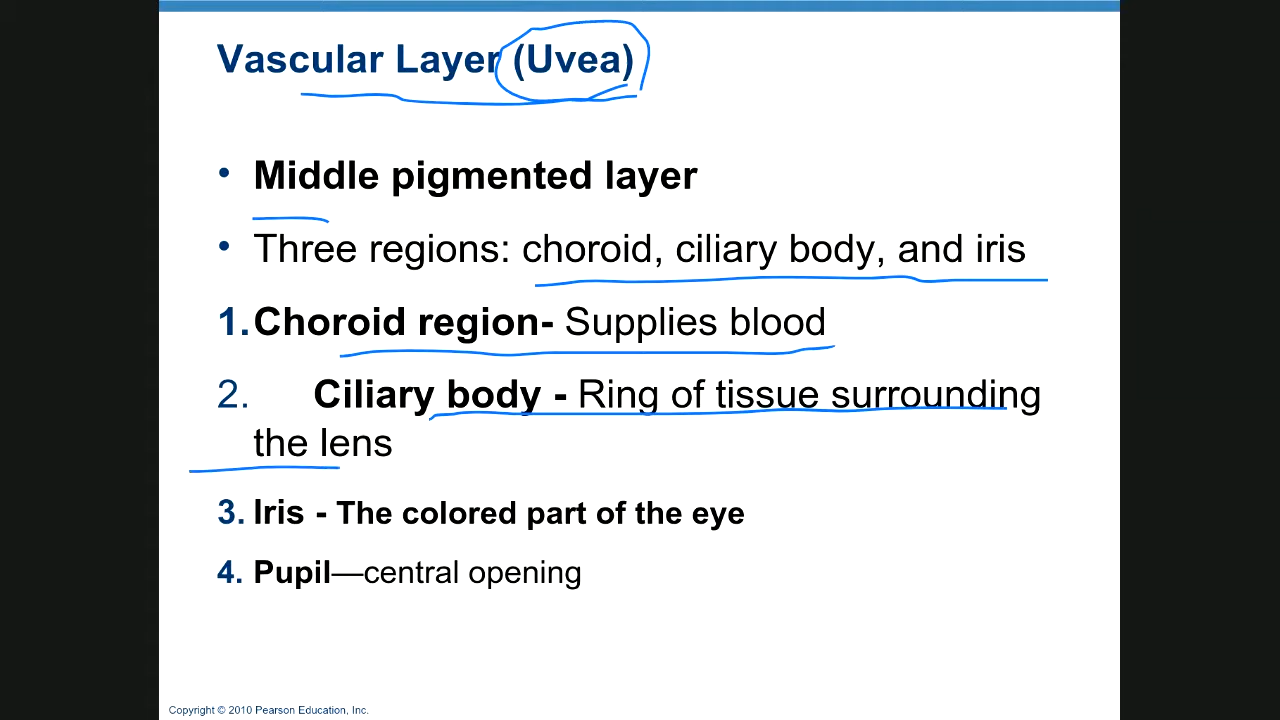 Vascular Layer (Uvea)
• Middle pigmented layer
• Three regions: choroid, ciliary body, and iris
1. Choroid region- Supplies blood
2. Ciliary body - Ring of tissue surrounding
the lens
3. Iris - The colored part of the eye
4. Pupil—central opening
Copyright © 2010 Pearson Education, Inc.